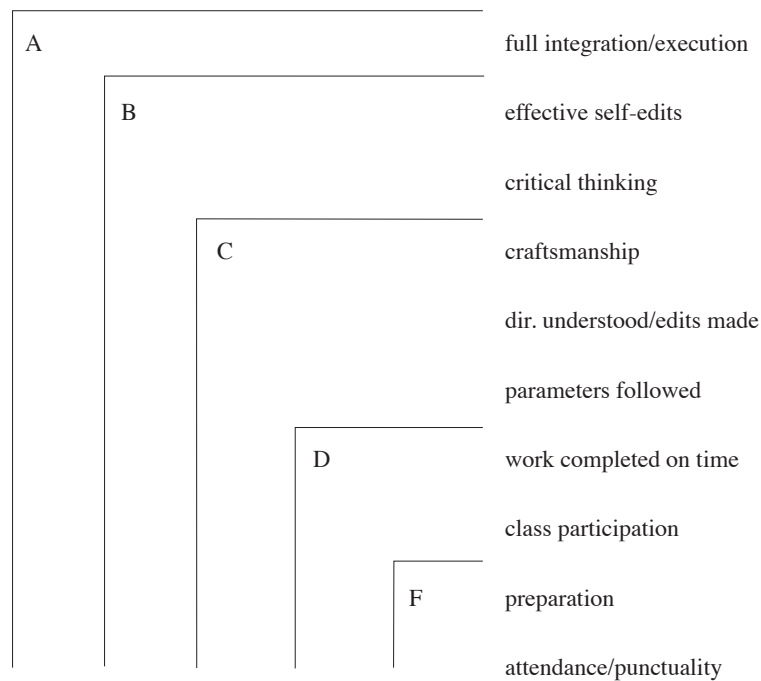 A full integration/execution
B effective self-edits
critical thinking
C craftsmanship
dir. understood/edits made
parameters followed
D work completed on time
class participation
F preparation
attendance/punctuality